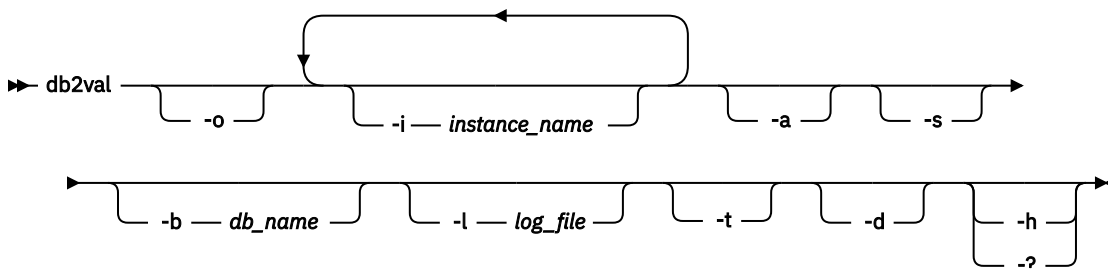 db2val
-o
-i instance_name
-a
-s
-b db_name
-l log_file
-t
-d
-h
-?